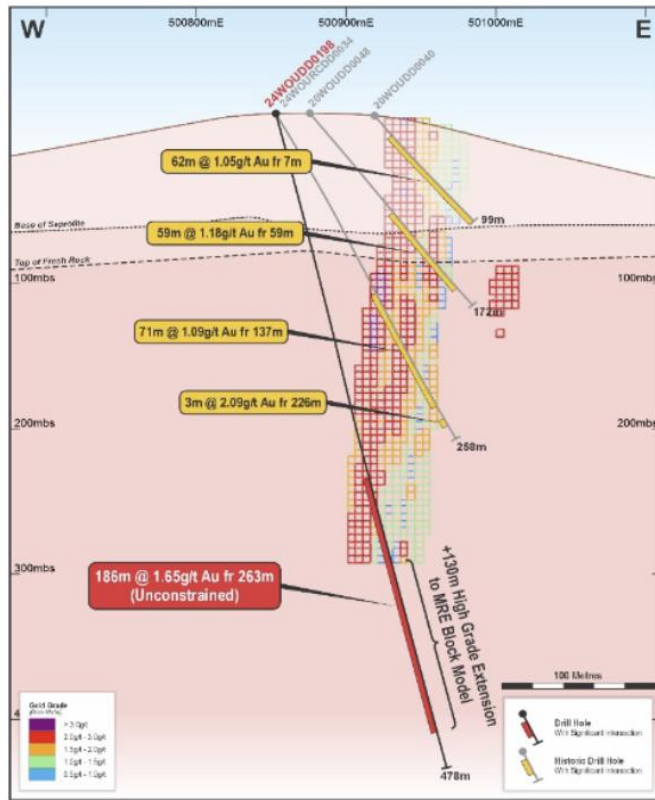 W
500800mE
500900mE
501000mE
E
24WOUDD0198
24WOURCDD0034
20WOUDD0048
20WOUDD0040
62m @ 1.05g/t Au fr 7m
99m
Base of Saprolite
59m @ 1.18g/t Au fr 59m
Top of Fresh Rock
100mbs
100mbs
172m
71m @ 1.09g/t Au fr 137m
3m @ 2.09g/t Au fr 226m
200mbs
200mbs
258m
300mbs
186m @ 1.65g/t Au fr 263m
(Unconstrained)
+130m High Grade Extension
to MRE Block Model
100 Metres
Gold Grade
> 3.0g/t
2.0g/t - 3.0g/t
1.5g/t - 2.0g/t
1.0g/t - 1.5g/t
0.5g/t - 1.0g/t
4
478m
Drill Hole
With Significant Intersection
Historic Drill Hole
With Significant Intersection